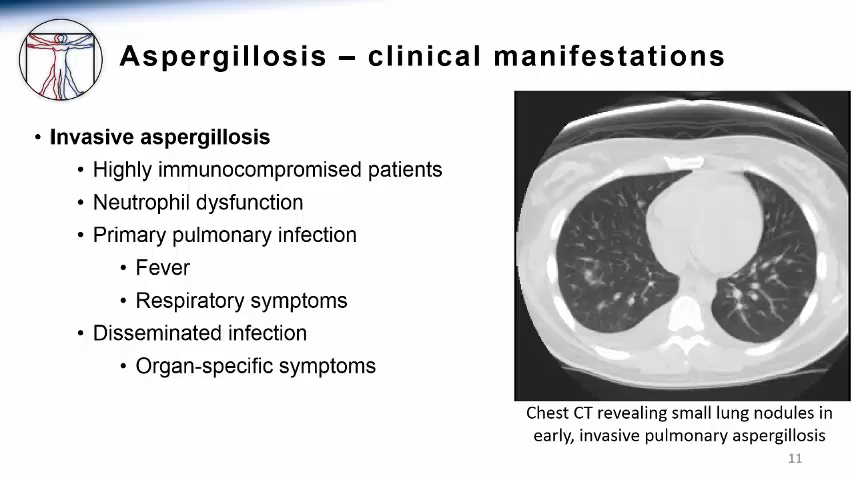 Aspergillosis – clinical manifestations
• Invasive aspergillosis
• Highly immunocompromised patients
• Neutrophil dysfunction
• Primary pulmonary infection
• Fever
• Respiratory symptoms
• Disseminated infection
• Organ-specific symptoms
Chest CT revealing small lung nodules in
early, invasive pulmonary aspergillosis
11